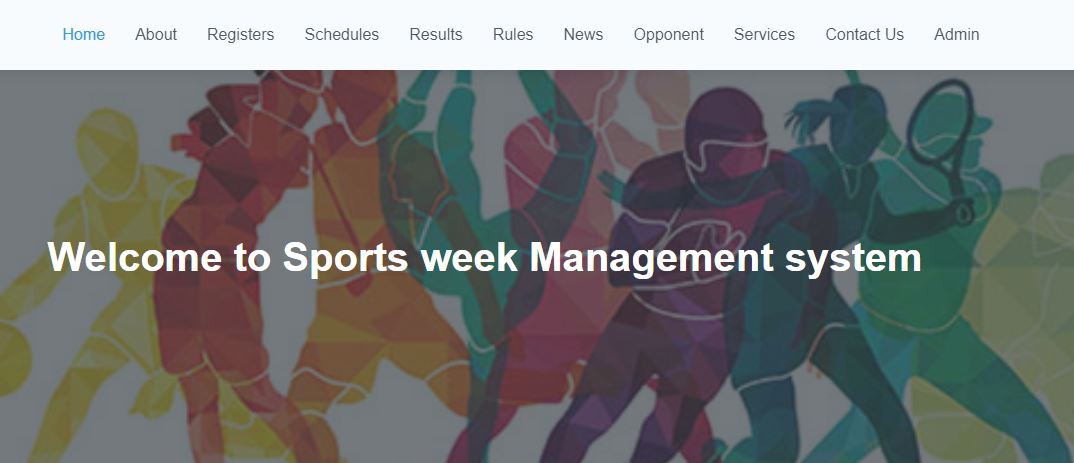 Home About Registers Schedules Results Rules News Opponent Services Contact Us Admin
Welcome to Sports week Management system